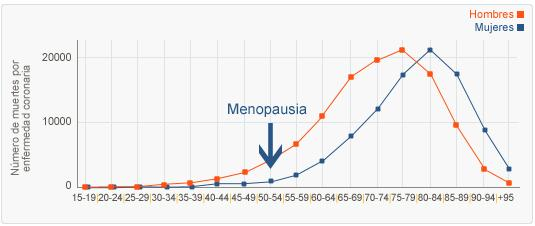 Hombres
Mujeres
Número de muertes por
enfermedad coronaria
20000
10000
0
Menopausia
15-19|20-24|25-29|30-34|35-39|40-44|45-49|50-54|55-59|60-64|65-69|70-74|75-79|80-84|85-89|90-94|+95